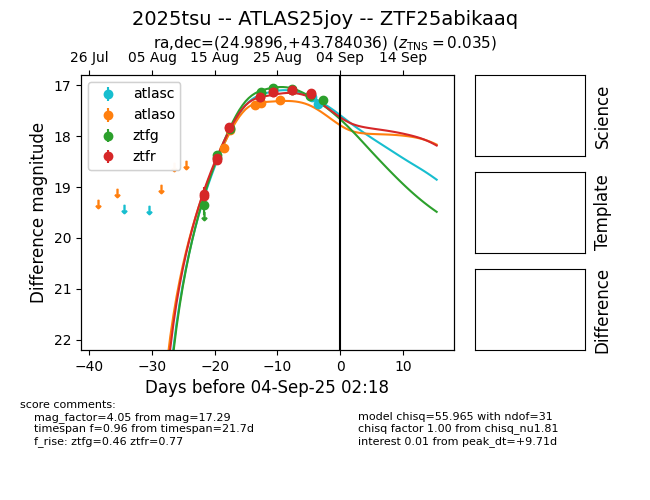 2025tsu -- ATLAS25joy -- ZTF25abikaaq
ra,dec=(24.9896,+43.784036) (z_TNS = 0.035)
26 Jul 05 Aug 15 Aug 25 Aug 04 Sep 14 Sep
atlasc
atlaso
ztfg
ztfr
17
18
19
20
21
22
Difference magnitude
−40 −30 −20 −10 0 10
Days before 04-Sep-25 02:18
Science
Template
Difference
score comments:
mag_factor=4.05 from mag=17.29
timespan f=0.96 from timespan=21.7d
f_rise: ztfg=0.46 ztfr=0.77
model chisq=55.965 with ndof=31
chisq factor 1.00 from chisq_nu1.81
interest 0.01 from peak_dt=+9.71d